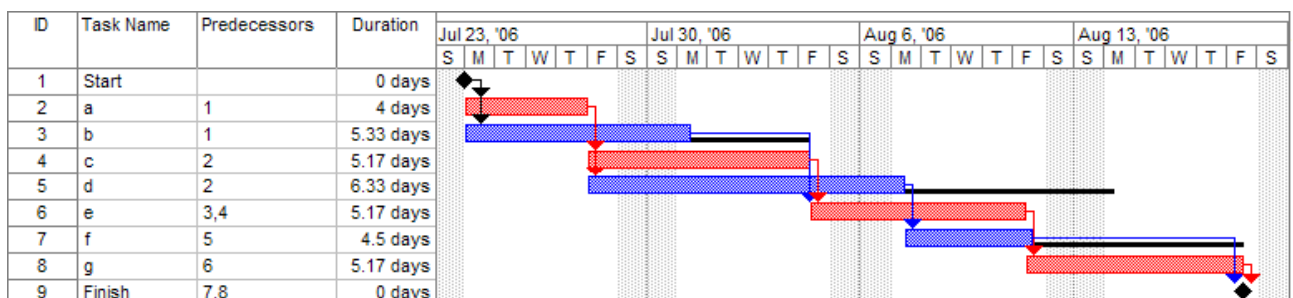 ID Task Name Predecessors Duration
Jul 23, '06 Jul 30, '06 Aug 6, '06 Aug 13, '06
S M T W T F S S M T W T F S S M T W T F S S M T W T F S
1 Start 0 days
2 a 1 4 days
3 b 1 5.33 days
4 c 2 5.17 days
5 d 2 6.33 days
6 e 3,4 5.17 days
7 f 5 4.5 days
8 g 6 5.17 days
9 Finish 7,8 0 days